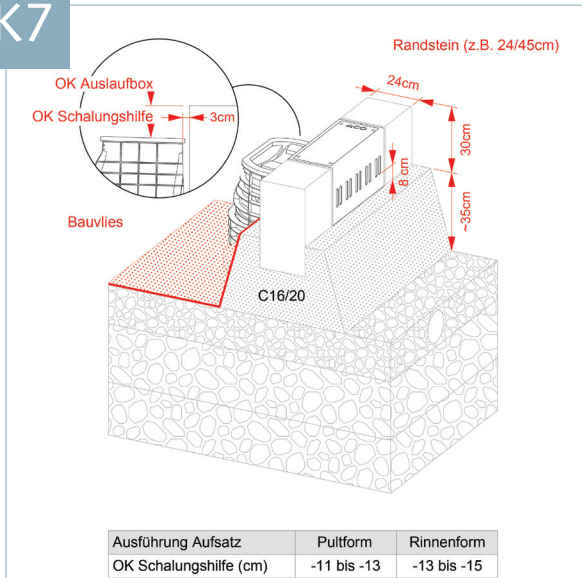 K7
Randstein (z.B. 24/45cm)
24cm
OK Auslaufbox
OK Schalungshilfe
3cm
ACO
30cm
8 cm
~35cm
Bauvlies
C16/20
Ausführung Aufsatz Pultform Rinnenform
OK Schalungshilfe (cm) -11 bis -13 -13 bis -15